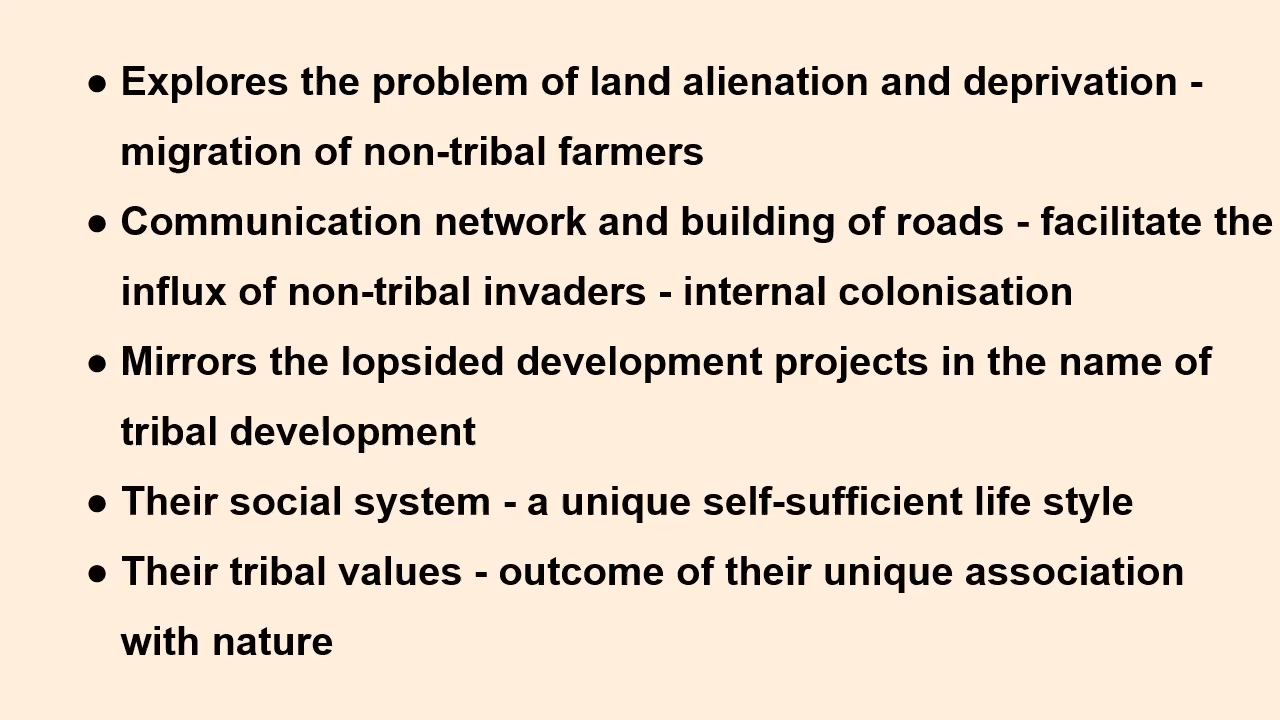 ● Explores the problem of land alienation and deprivation -
migration of non-tribal farmers
● Communication network and building of roads - facilitate the
influx of non-tribal invaders - internal colonisation
● Mirrors the lopsided development projects in the name of
tribal development
● Their social system - a unique self-sufficient life style
● Their tribal values - outcome of their unique association
with nature